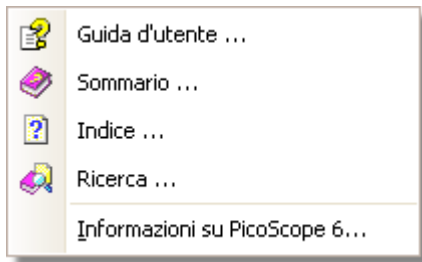 Guida d'utente ...
Sommario ...
Indice ...
Ricerca ...
Informazioni su PicoScope 6...